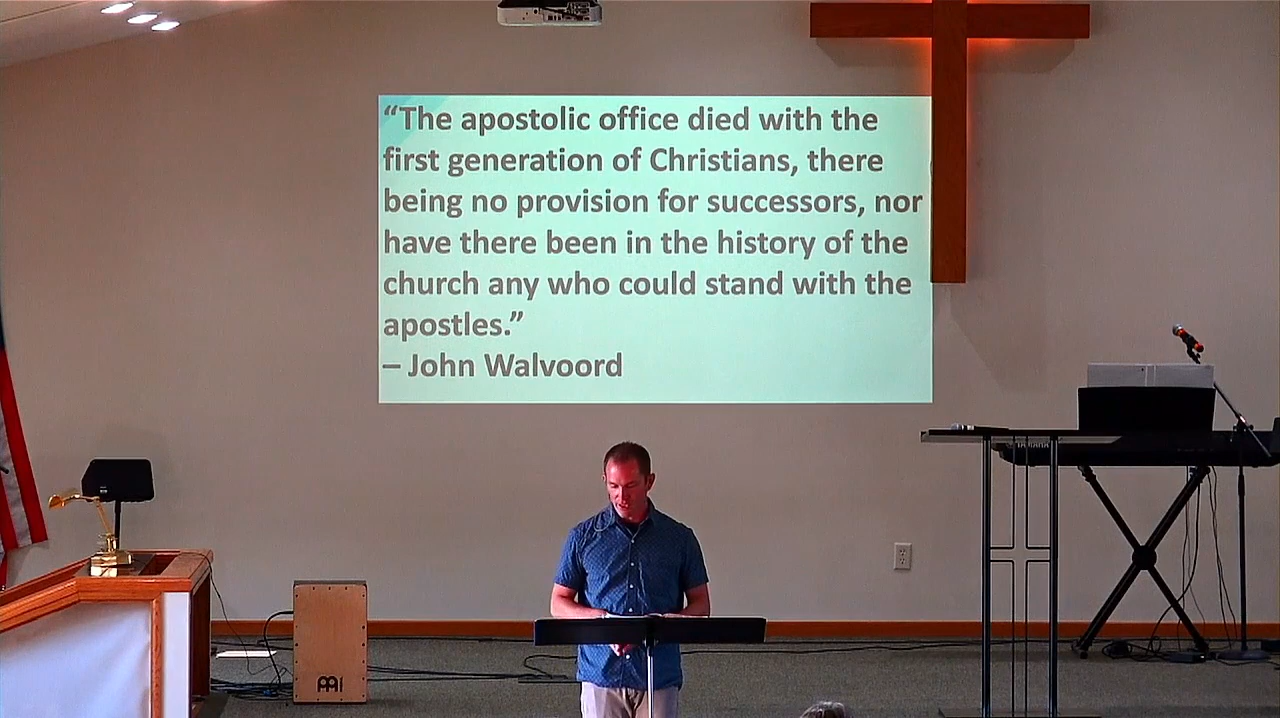 “The apostolic office died with the
first generation of Christians, there
being no provision for successors, nor
have there been in the history of the
church any who could stand with the
apostles.”
– John Walvoord